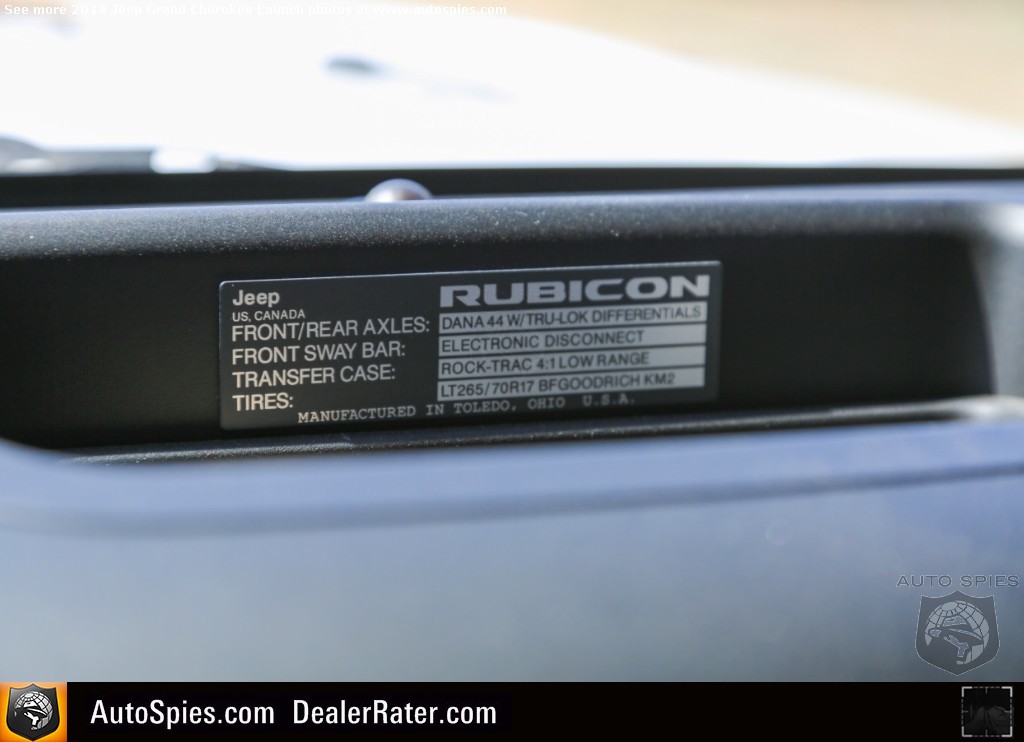 See more 2014 Jeep Grand Cherokee Launch photos at www.autospies.com
Jeep
US, CANADA
RUBICON
FRONT/REAR AXLES: DANA 44 W/TRU-LOK DIFFERENTIALS
FRONT SWAY BAR: ELECTRONIC DISCONNECT
TRANSFER CASE: ROCK-TRAC 4:1 LOW RANGE
TIRES: LT265/70R17 BFGOODRICH KM2
MANUFACTURED IN TOLEDO, OHIO U.S.A.
AUTO SPIES
AutoSpies.com DealerRater.com